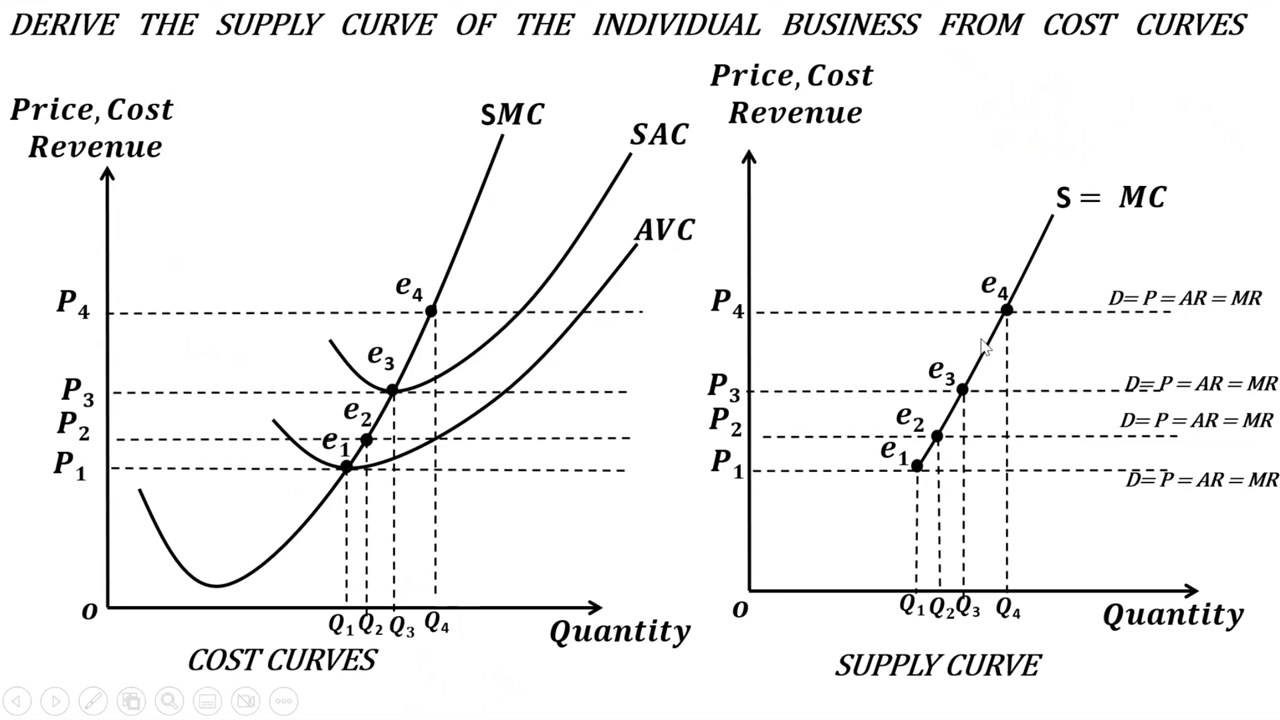 DERIVE THE SUPPLY CURVE OF THE INDIVIDUAL BUSINESS FROM COST CURVES
Price, Cost
Revenue
SMC
SAC
AVC
P₄
P₃
P₂
P₁
e₄
e₃
e₂
e₁
O
Q₁ Q₂ Q₃ Q₄
Quantity
COST CURVES
Price, Cost
Revenue
S = MC
P₄
P₃
P₂
P₁
e₄
e₃
e₂
e₁
D= P = AR = MR
D= P = AR = MR
D= P = AR = MR
D= P = AR = MR
O
Q₁ Q₂ Q₃ Q₄
Quantity
SUPPLY CURVE